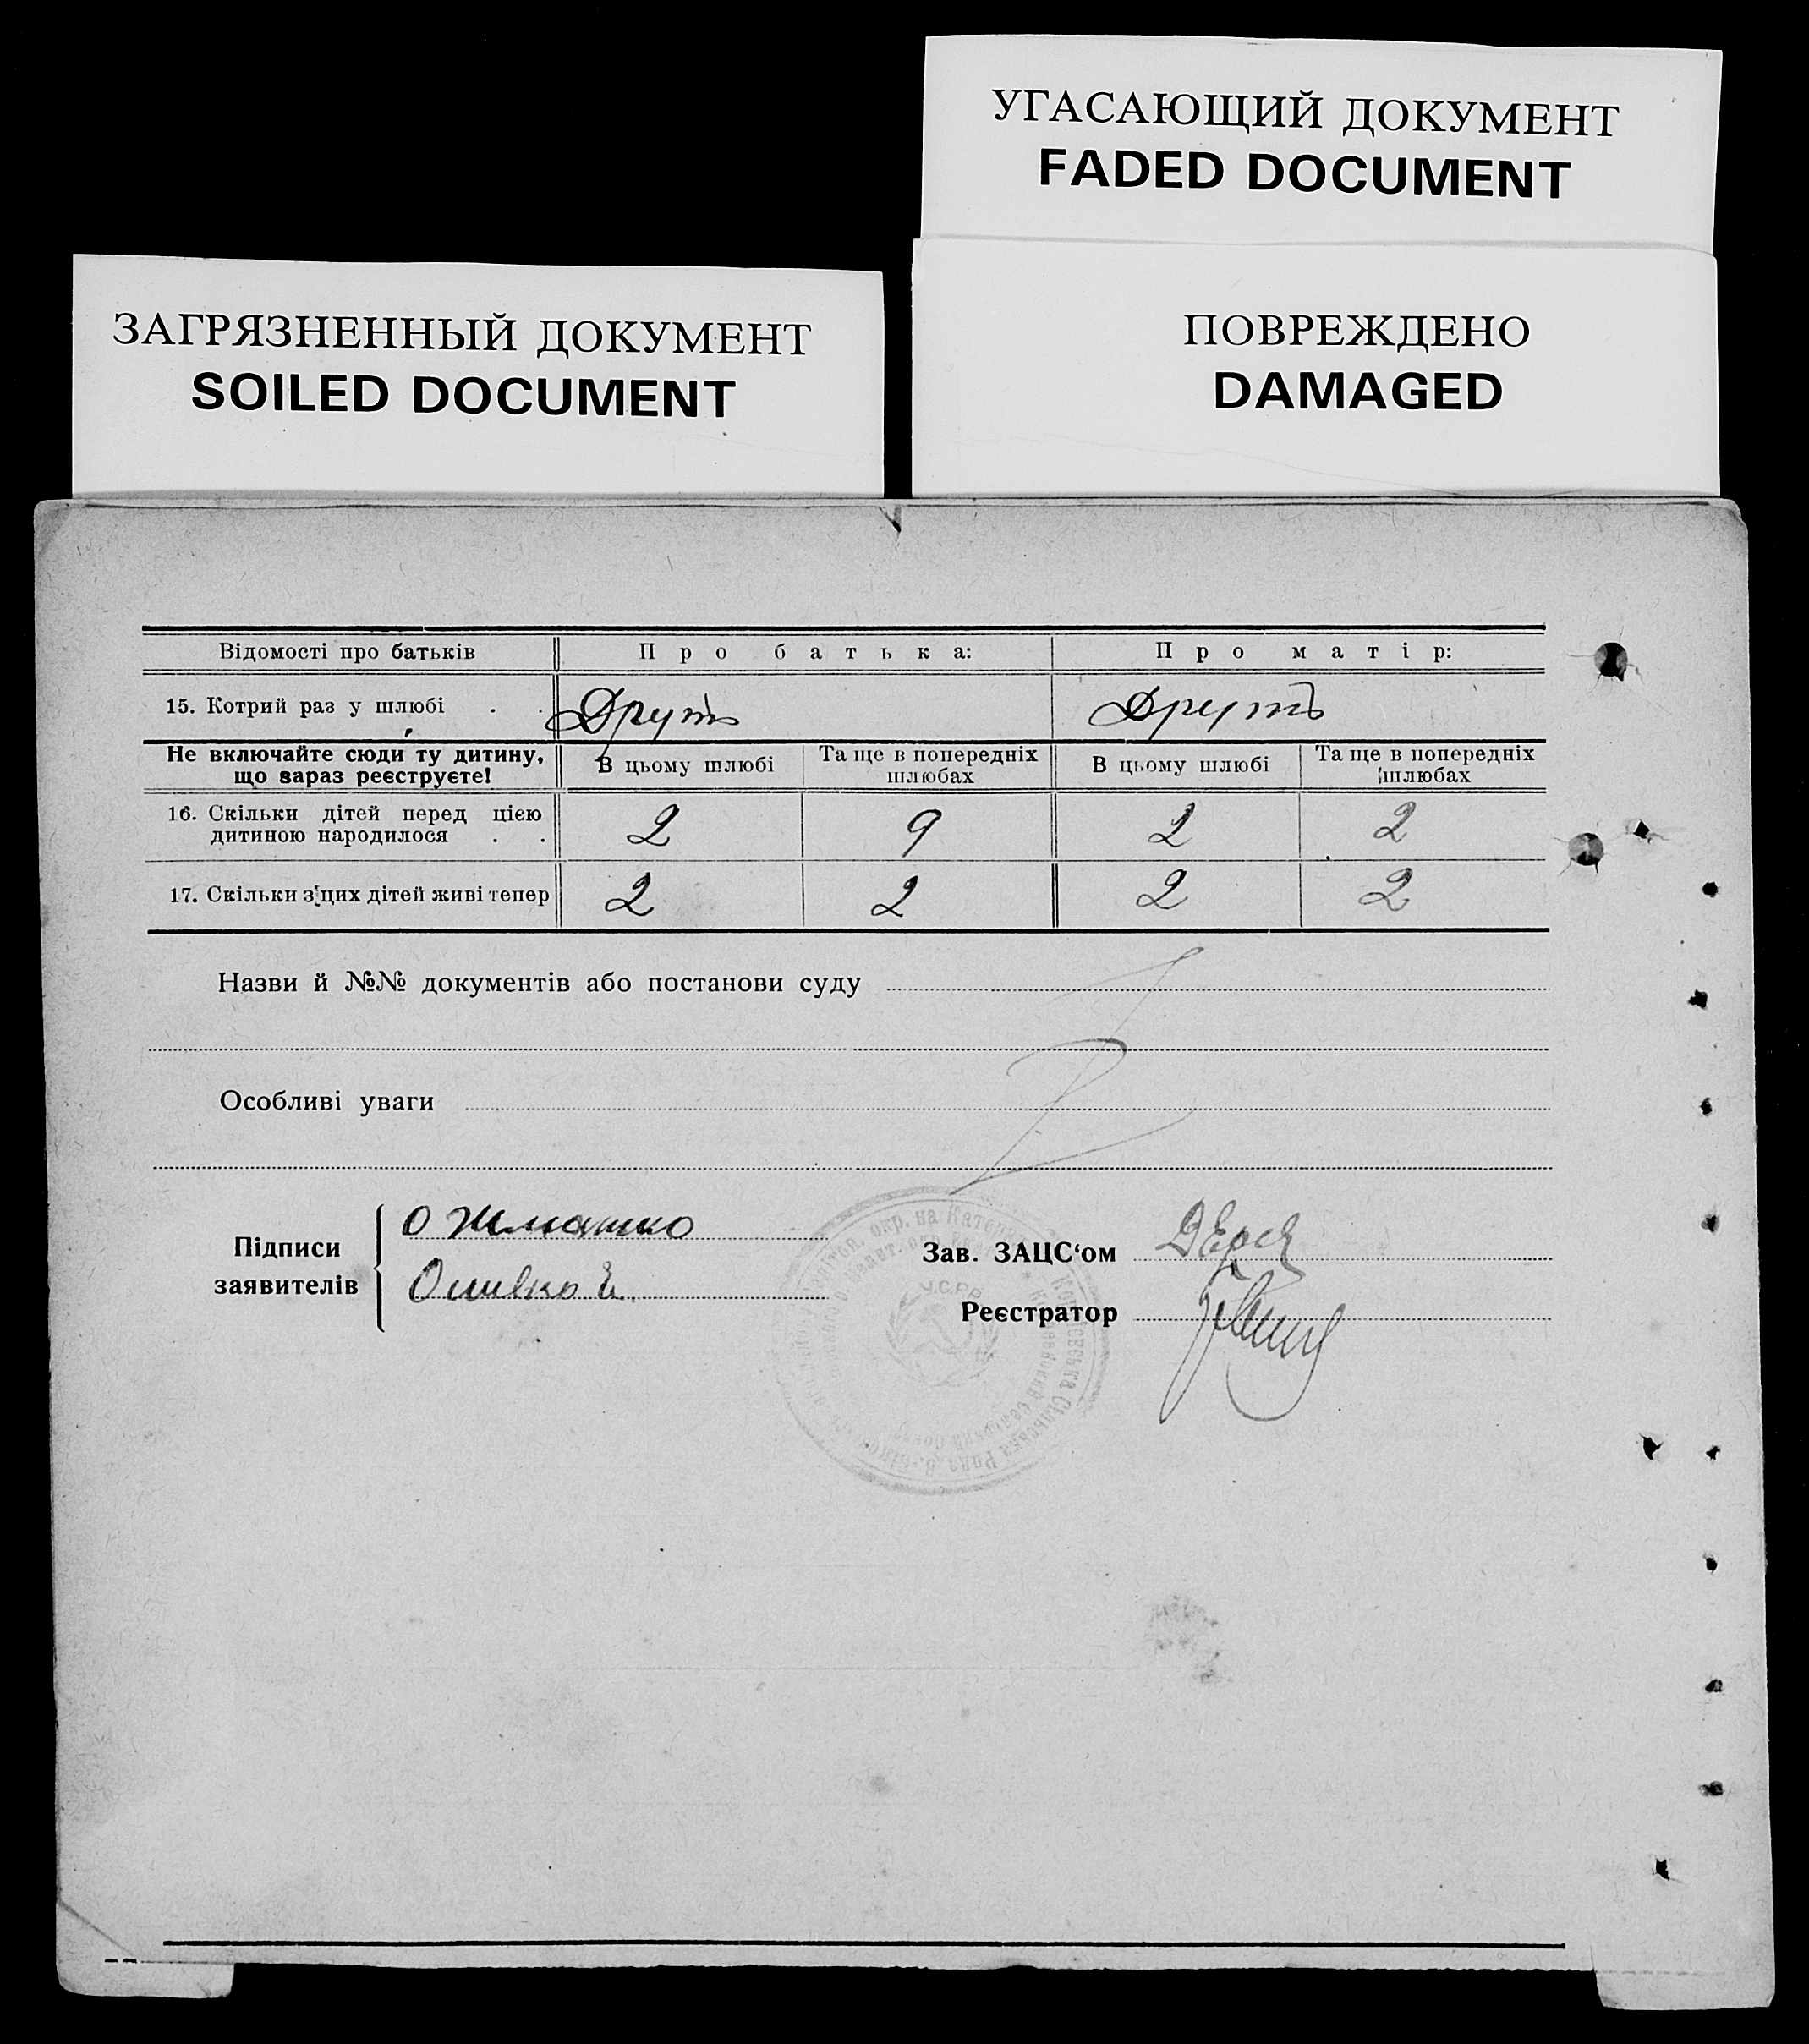 УГАСАЮЩИЙ ДОКУМЕНТ
FADED DOCUMENT
ЗАГРЯЗНЕННЫЙ ДОКУМЕНТ
SOILED DOCUMENT
ПОВРЕЖДЕНО
DAMAGED
Відомості про батьків Про батька: Про матір:
15. Котрий раз у шлюбі . .
Не включайте сюди ту дитину, що зараз реєструєте! В цьому шлюбі Та ще в попередніх шлюбах В цьому шлюбі Та ще в попередніх шлюбах
16. Скільки дітей перед цією
дитиною народилося . . 2 9 2 2
17. Скільки з цих дітей живі тепер 2 2 2 2
Назви й №№ документів або постанови суду
Особливі уваги
Підписи
заявителів
Зав. ЗАЦС‘ом
Реєстратор
У.С.Р.Р.